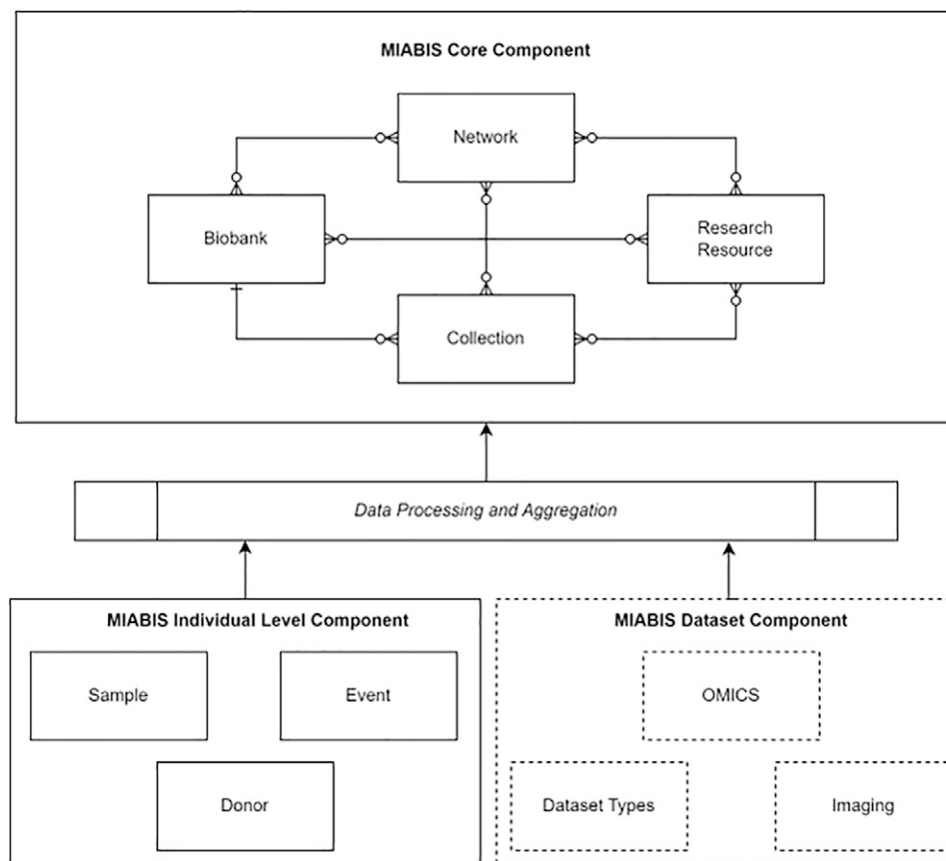 MIABIS Core Component
Network
Biobank
Research
Resource
Collection
Data Processing and Aggregation
MIABIS Individual Level Component
Sample
Event
Donor
MIABIS Dataset Component
OMICS
Dataset Types
Imaging